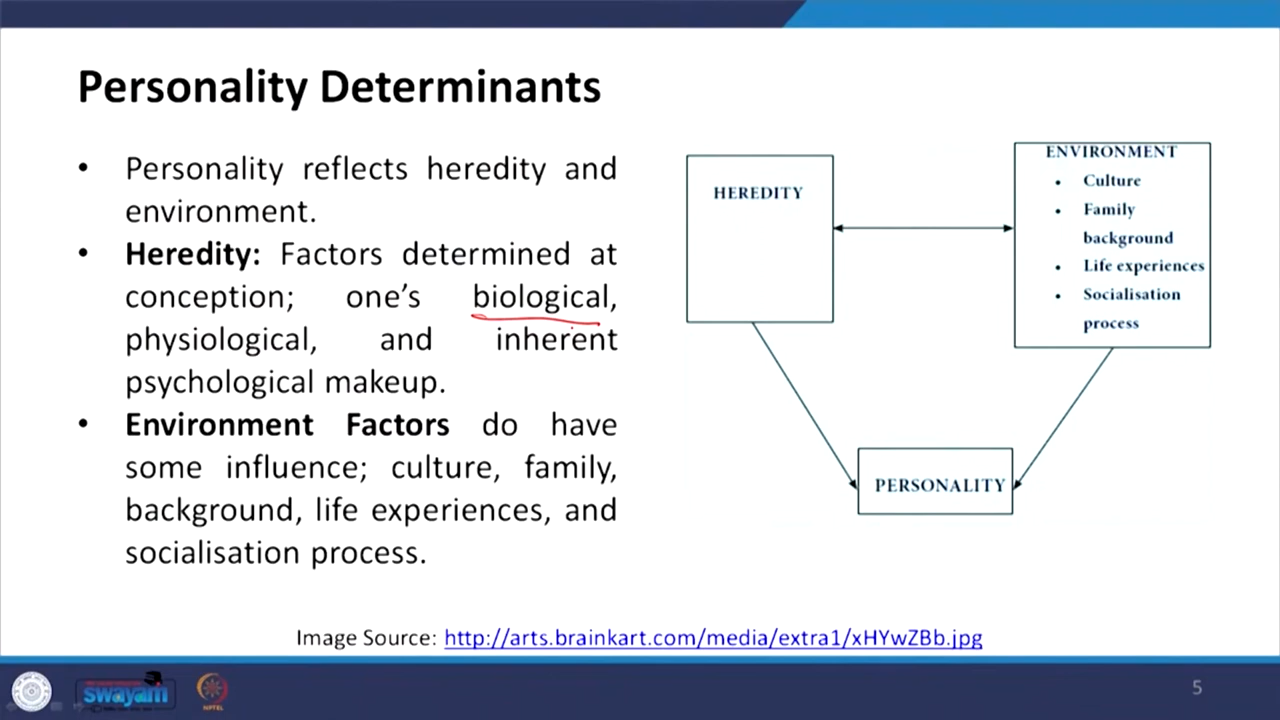 Personality Determinants
• Personality reflects heredity and
environment.
• Heredity: Factors determined at
conception; one's biological,
physiological, and inherent
psychological makeup.
• Environment Factors do have
some influence; culture, family,
background, life experiences, and
socialisation process.
HEREDITY
ENVIRONMENT
• Culture
• Family
background
• Life experiences
• Socialisation
process
PERSONALITY
Image Source: http://arts.brainkart.com/media/extra1/xHYwZBb.jpg
swayam
NPTEL
5